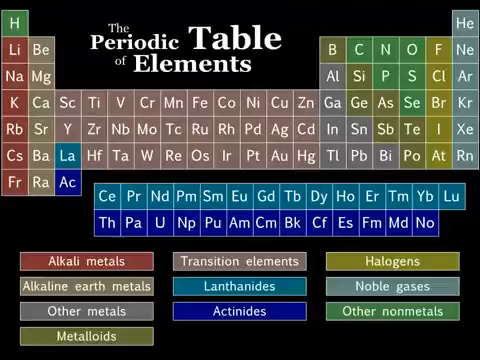 The
Periodic Table
of Elements
H He
Li Be B C N O F Ne
Na Mg Al Si P S Cl Ar
K Ca Sc Ti V Cr Mn Fe Co Ni Cu Zn Ga Ge As Se Br Kr
Rb Sr Y Zr Nb Mo Tc Ru Rh Pd Ag Cd In Sn Sb Te I Xe
Cs Ba La Hf Ta W Re Os Ir Pt Au Hg Tl Pb Bi Po At Rn
Fr Ra Ac
Ce Pr Nd Pm Sm Eu Gd Tb Dy Ho Er Tm Yb Lu
Th Pa U Np Pu Am Cm Bk Cf Es Fm Md No
Alkali metals Transition elements Halogens
Alkaline earth metals Lanthanides Noble gases
Other metals Actinides Other nonmetals
Metalloids